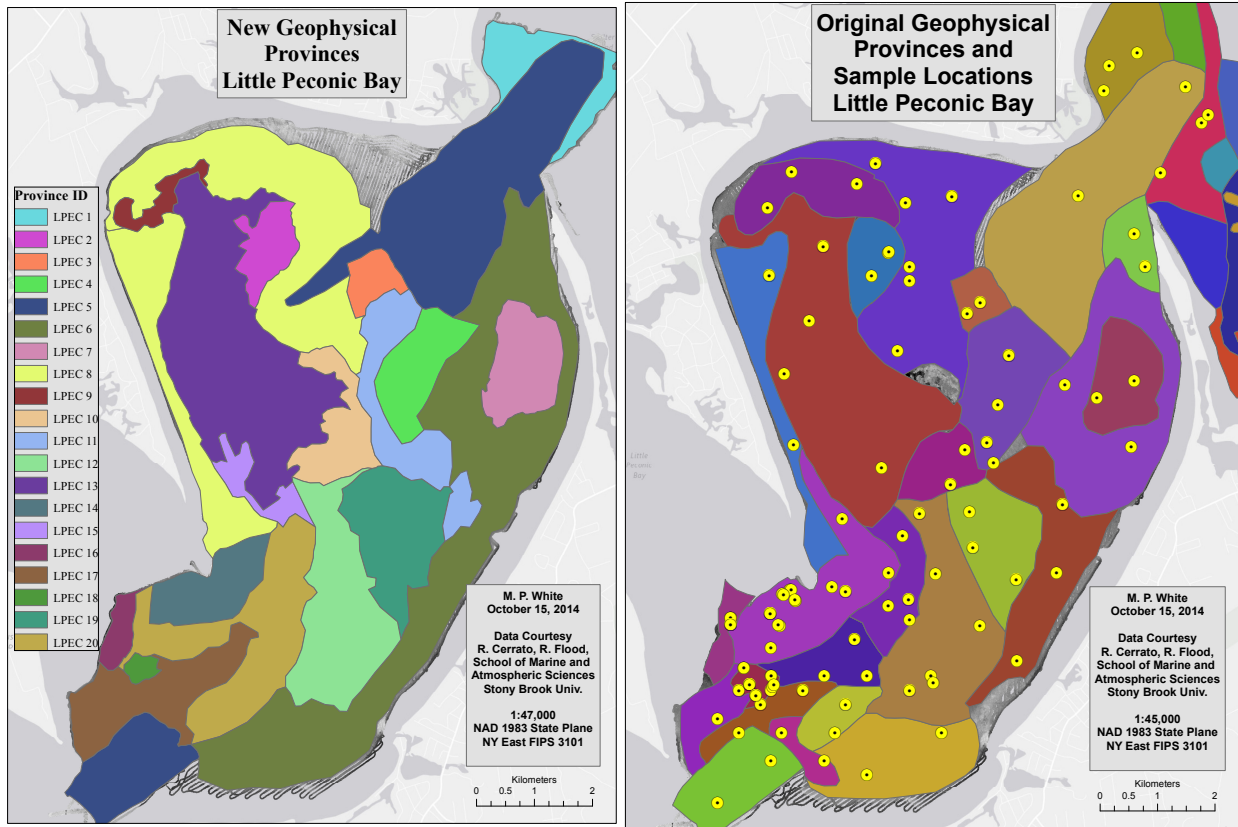 New Geophysical
Provinces
Little Peconic Bay
Province ID
LPEC 1
LPEC 2
LPEC 3
LPEC 4
LPEC 5
LPEC 6
LPEC 7
LPEC 8
LPEC 9
LPEC 10
LPEC 11
LPEC 12
LPEC 13
LPEC 14
LPEC 15
LPEC 16
LPEC 17
LPEC 18
LPEC 19
LPEC 20
M. P. White
October 15, 2014
Data Courtesy
R. Cerrato, R. Flood,
School of Marine and
Atmospheric Sciences
Stony Brook Univ.
1:47,000
NAD 1983 State Plane
NY East FIPS 3101
Kilometers
0 0.5 1 2
Original Geophysical
Provinces and
Sample Locations
Little Peconic Bay
Little
Peconic
Bay
M. P. White
October 15, 2014
Data Courtesy
R. Cerrato, R. Flood,
School of Marine and
Atmospheric Sciences
Stony Brook Univ.
1:45,000
NAD 1983 State Plane
NY East FIPS 3101
Kilometers
0 0.5 1 2